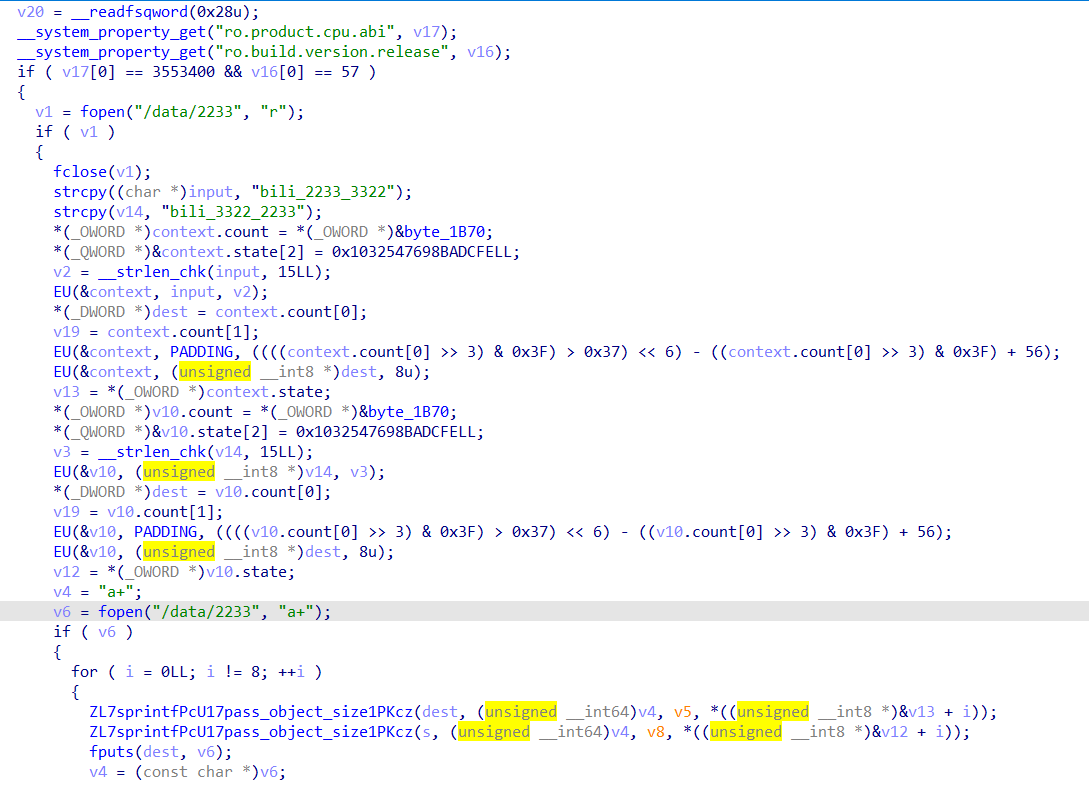 v20 = __readfsqword(0x28u);
__system_property_get("ro.product.cpu.abi", v17);
__system_property_get("ro.build.version.release", v16);
if ( v17[0] == 3553400 && v16[0] == 57 )
{
v1 = fopen("/data/2233", "r");
if ( v1 )
{
fclose(v1);
strcpy((char *)input, "bili_2233_3322");
strcpy(v14, "bili_3322_2233");
*(_OWORD *)context.count = *(_OWORD *)&byte_1B70;
*(_QWORD *)&context.state[2] = 0x1032547698BADCFELL;
v2 = __strlen_chk(input, 15LL);
EU(&context, input, v2);
*(_DWORD *)dest = context.count[0];
v19 = context.count[1];
EU(&context, PADDING, ((((context.count[0] >> 3) & 0x3F) > 0x37) << 6) - ((context.count[0] >> 3) & 0x3F) + 56);
EU(&context, (unsigned __int8 *)dest, 8u);
v13 = *(_OWORD *)context.state;
*(_OWORD *)v10.count = *(_OWORD *)&byte_1B70;
*(_QWORD *)&v10.state[2] = 0x1032547698BADCFELL;
v3 = __strlen_chk(v14, 15LL);
EU(&v10, (unsigned __int8 *)v14, v3);
*(_DWORD *)dest = v10.count[0];
v19 = v10.count[1];
EU(&v10, PADDING, ((((v10.count[0] >> 3) & 0x3F) > 0x37) << 6) - ((v10.count[0] >> 3) & 0x3F) + 56);
EU(&v10, (unsigned __int8 *)dest, 8u);
v12 = *(_OWORD *)v10.state;
v4 = "a+";
v6 = fopen("/data/2233", "a+");
if ( v6 )
{
for ( i = 0LL; i != 8; ++i )
{
ZL7sprintfPcU17pass_object_size1PKcz(dest, (unsigned __int64)v4, v5, *((unsigned __int8 *)&v13 + i));
ZL7sprintfPcU17pass_object_size1PKcz(s, (unsigned __int64)v4, v8, *((unsigned __int8 *)&v12 + i));
fputs(dest, v6);
v4 = (const char *)v6;